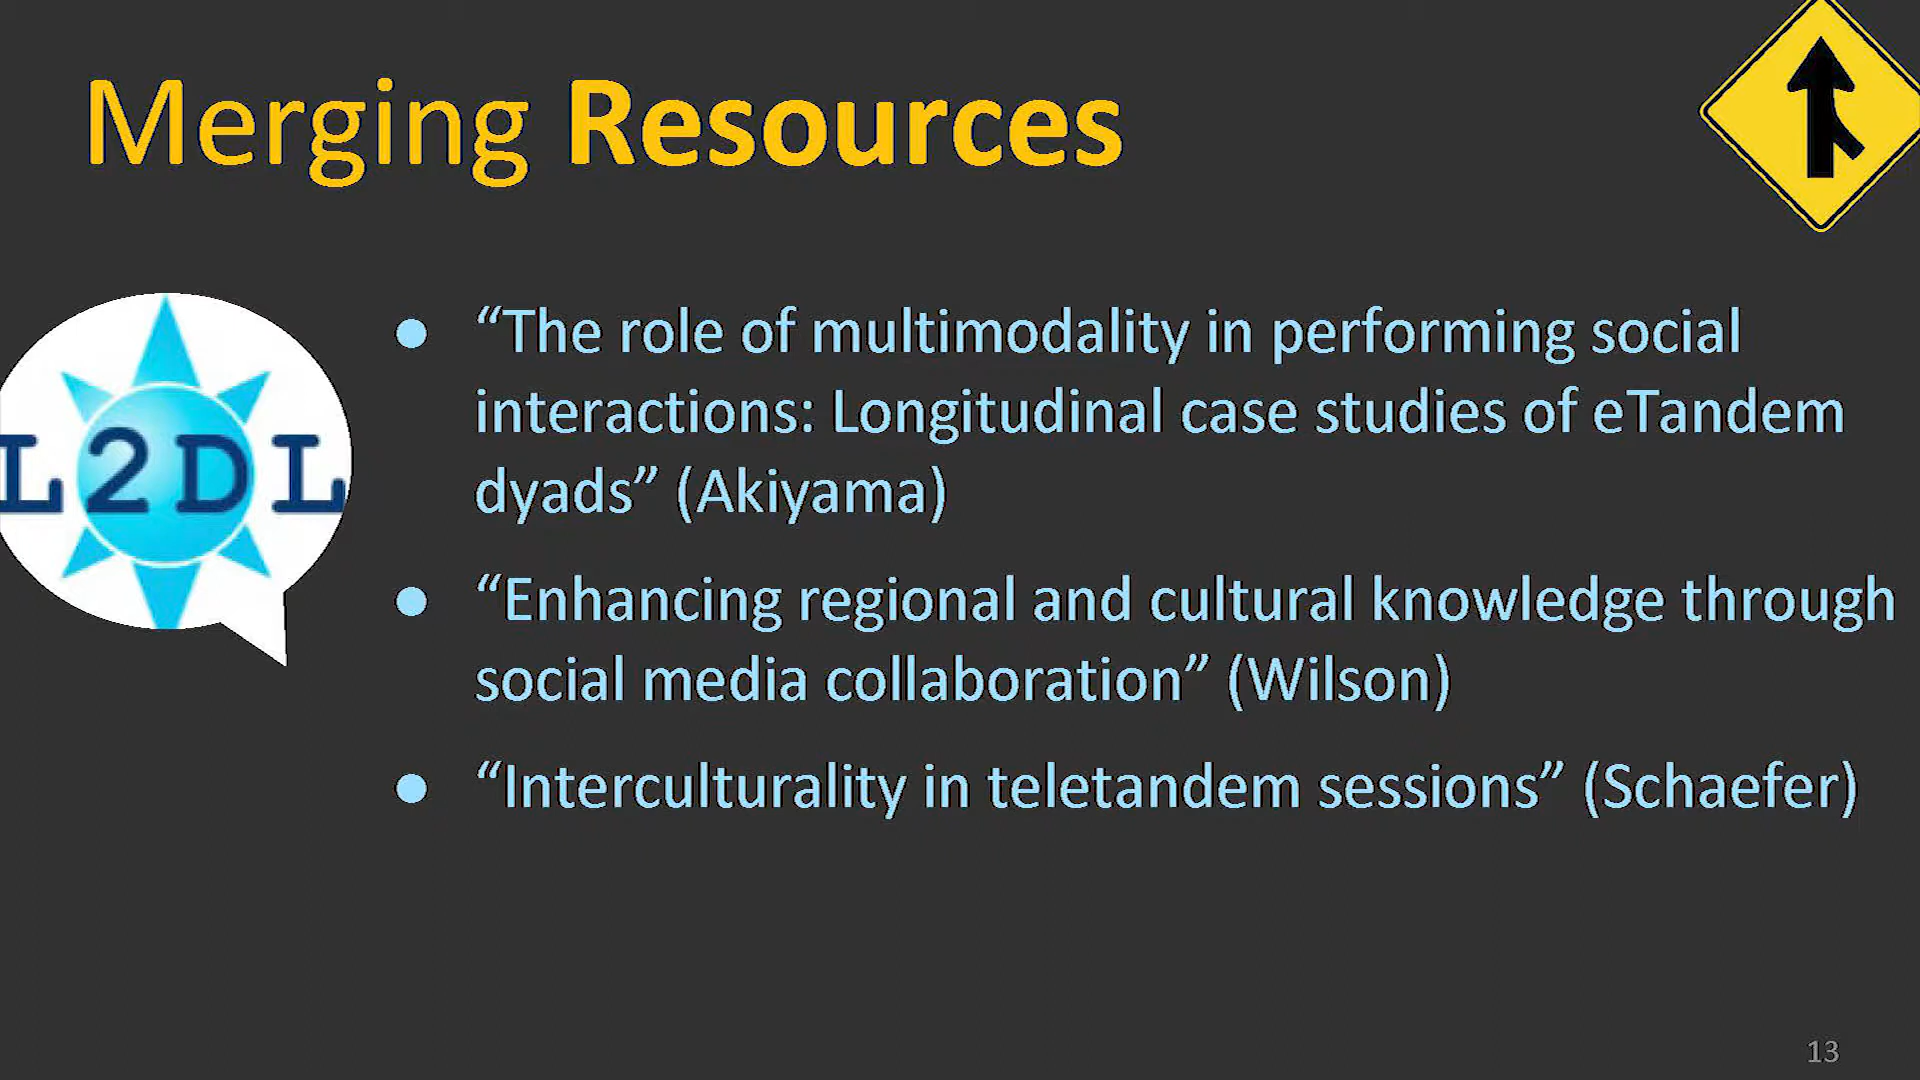 Merging Resources
L2DL
● “The role of multimodality in performing social
interactions: Longitudinal case studies of eTandem
dyads” (Akiyama)
● “Enhancing regional and cultural knowledge through
social media collaboration” (Wilson)
● “Interculturality in teletandem sessions” (Schaefer)
13